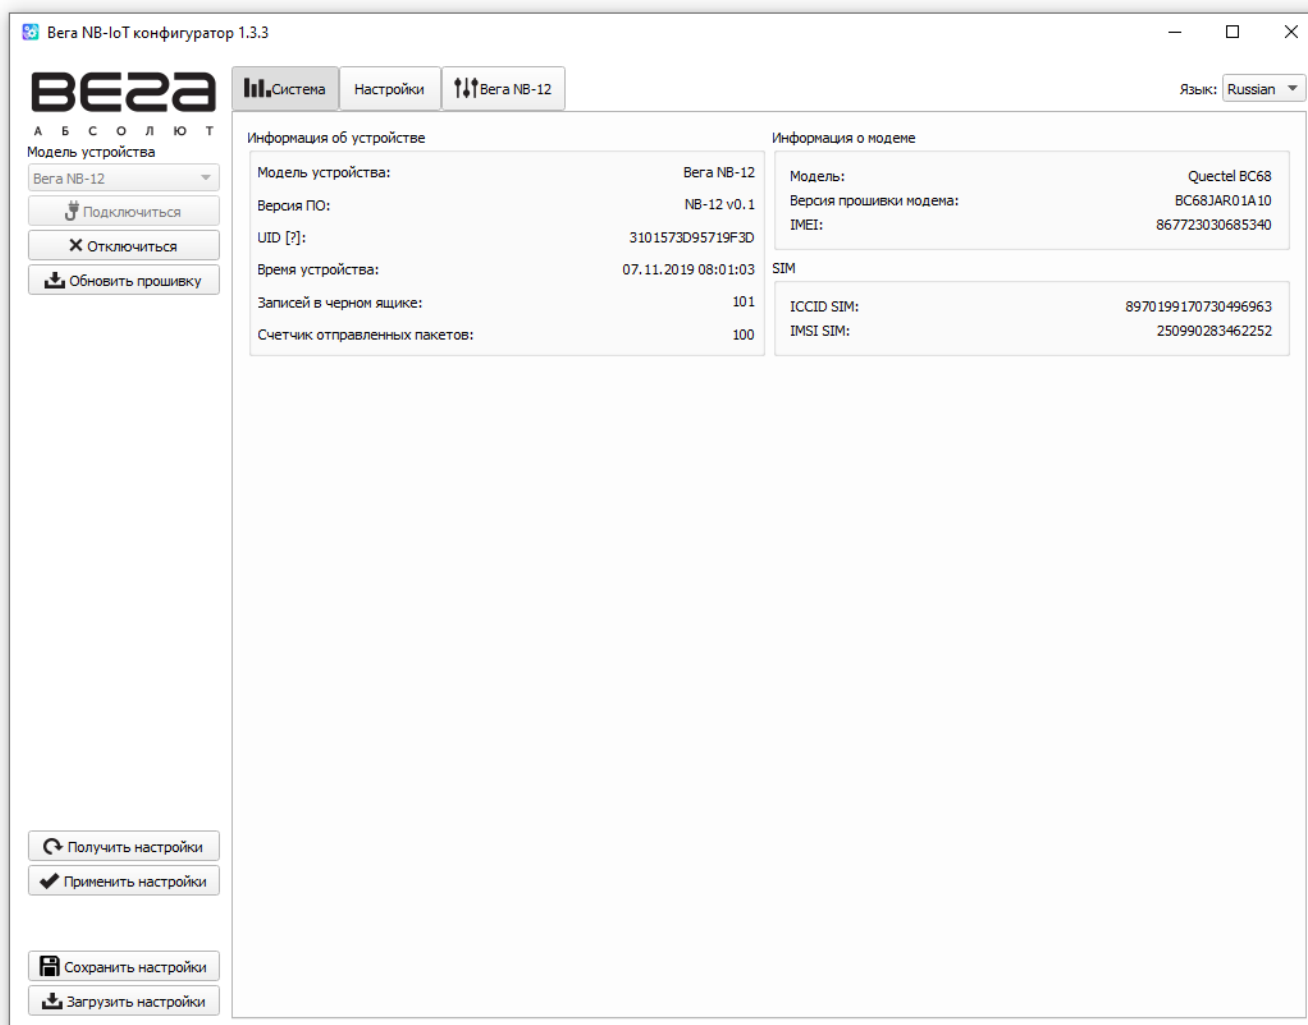 Вега NB-IoT конфигуратор 1.3.3
ВЕГА
АБСОЛЮТ
Модель устройства
Вега NB-12
Подключиться
Отключиться
Обновить прошивку
Получить настройки
Применить настройки
Сохранить настройки
Загрузить настройки
Система
Настройки
Вега NB-12
Язык: Russian
Информация об устройстве
Модель устройства: Вега NB-12
Версия ПО: NB-12 v0.1
UID [?]: 3101573D95719F3D
Время устройства: 07.11.2019 08:01:03
Записей в черном ящике: 101
Счетчик отправленных пакетов: 100
Информация о модеме
Модель: Quectel BC68
Версия прошивки модема: BC68JAR01A10
IMEI: 867723030685340
SIM
ICCID SIM: 8970199170730496963
IMSI SIM: 250990283462252